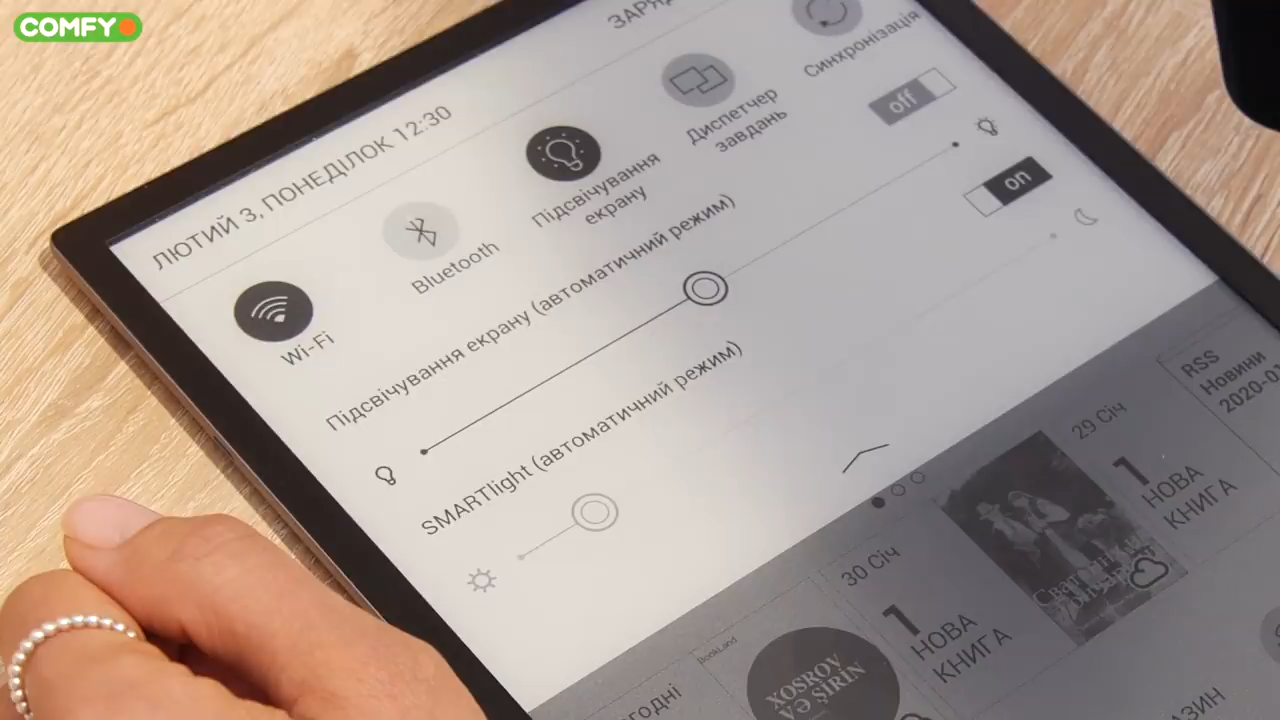 COMFY
ЛЮТИЙ 3, ПОНЕДІЛОК 12:30
Wi-Fi
Bluetooth
Підсвічування
екрану
Диспетчер
завдань
Синхронізація
Підсвічування екрану (автоматичний режим)
off
SMARTlight (автоматичний режим)
on
30 Січ
1
НОВА
КНИГА
29 Січ
1
НОВА
КНИГА
RSS
Новини
BookLand
XOSROV
VƏ ŞİRİN